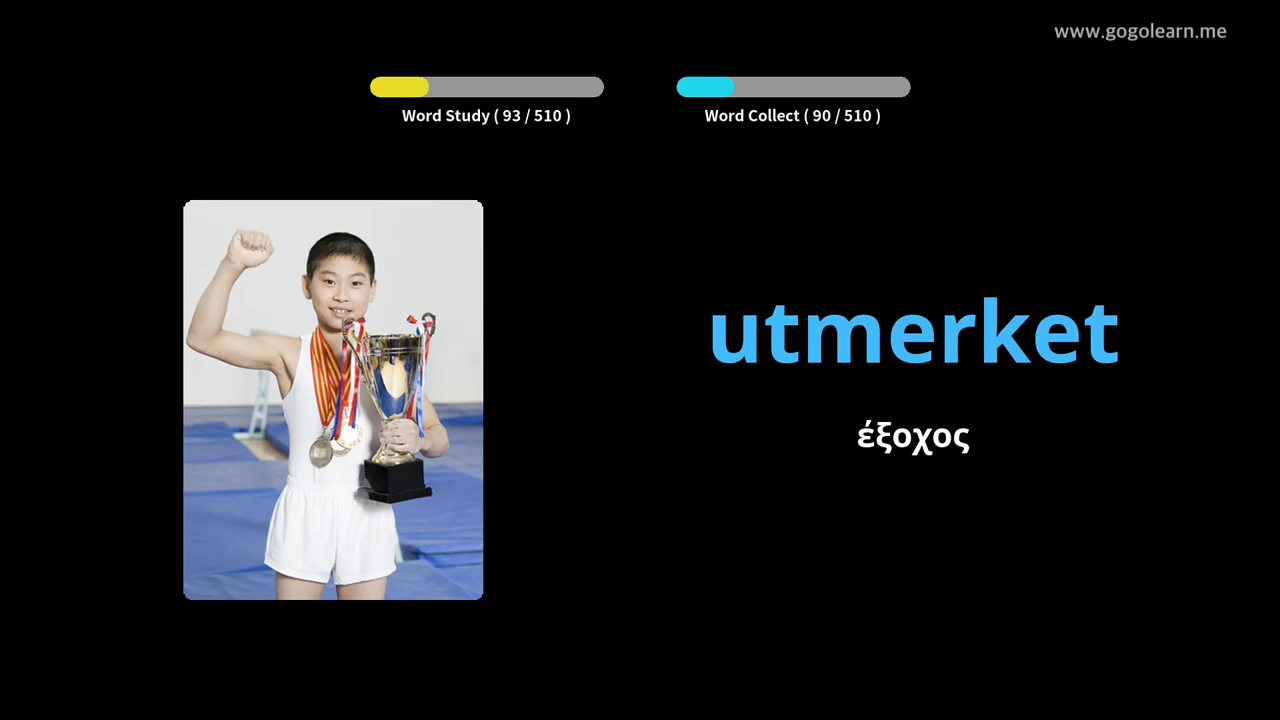 www.gogolearn.me
Word Study ( 93 / 510 )
Word Collect ( 90 / 510 )
utmerket
έξοχος